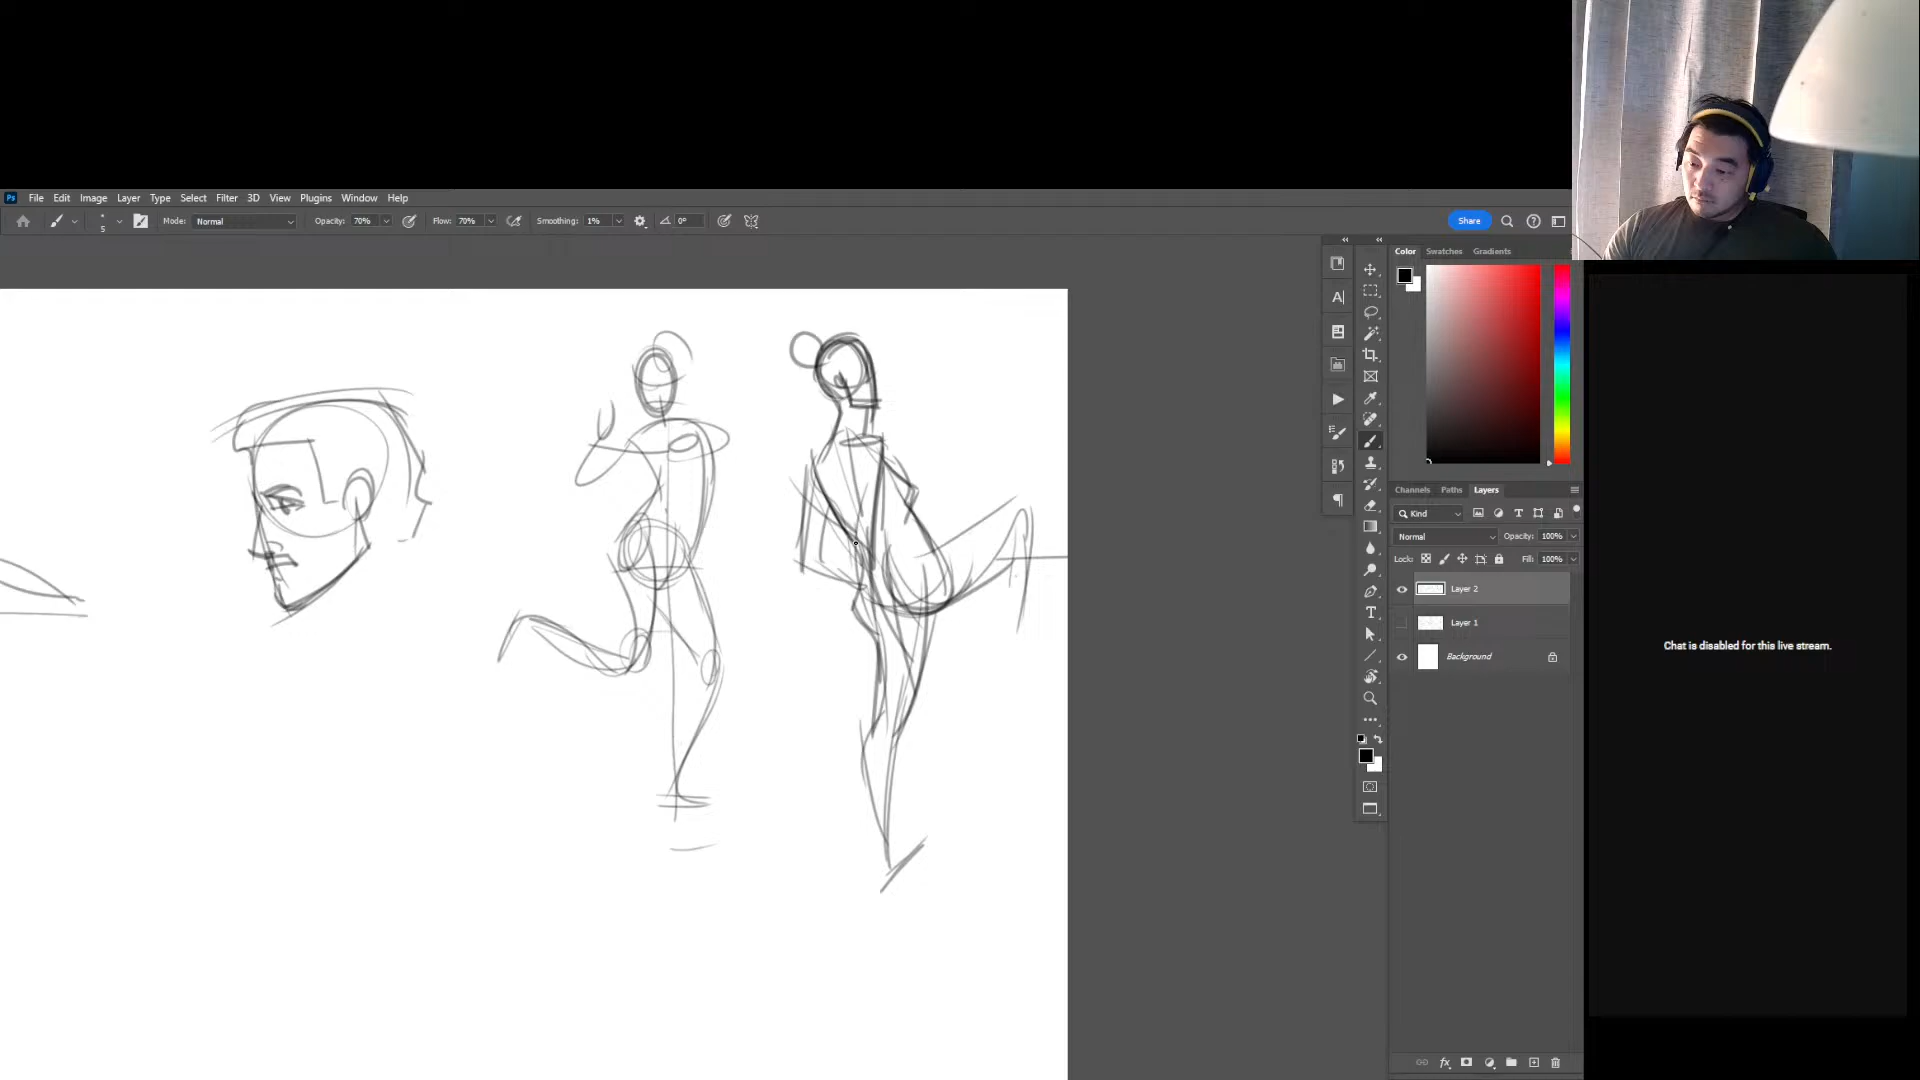 Ps File Edit Image Layer Type Select Filter 3D View Plugins Window Help
5 Mode: Normal Opacity: 70% Flow: 70% Smoothing: 1% 0° Share
Color Swatches Gradients
Channels Paths Layers
Kind
Normal Opacity: 100%
Lock: Fill: 100%
Layer 2
Layer 1
Background
Chat is disabled for this live stream.